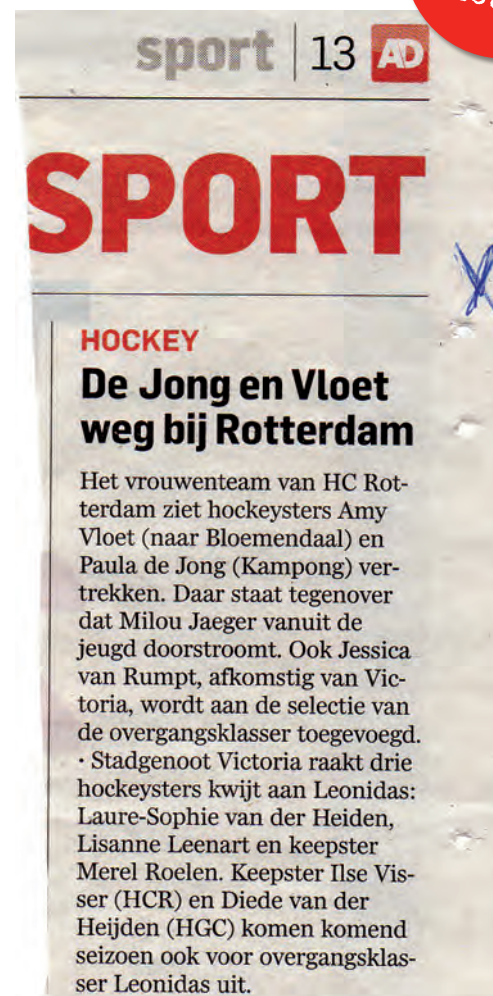 sport | 13 AD
SPORT
HOCKEY
De Jong en Vloet
weg bij Rotterdam
Het vrouwenteam van HC Rot-
terdam ziet hockeysters Amy
Vloet (naar Bloemendaal) en
Paula de Jong (Kampong) ver-
trekken. Daar staat tegenover
dat Milou Jaeger vanuit de
jeugd doorstroomt. Ook Jessica
van Rumpt, afkomstig van Vic-
toria, wordt aan de selectie van
de overgangsklasser toegevoegd.
· Stadgenoot Victoria raakt drie
hockeysters kwijt aan Leonidas:
Laure-Sophie van der Heiden,
Lisanne Leenart en keepster
Merel Roelen. Keepster Ilse Vis-
ser (HCR) en Diede van der
Heijden (HGC) komen komend
seizoen ook voor overgangsklas-
ser Leonidas uit.